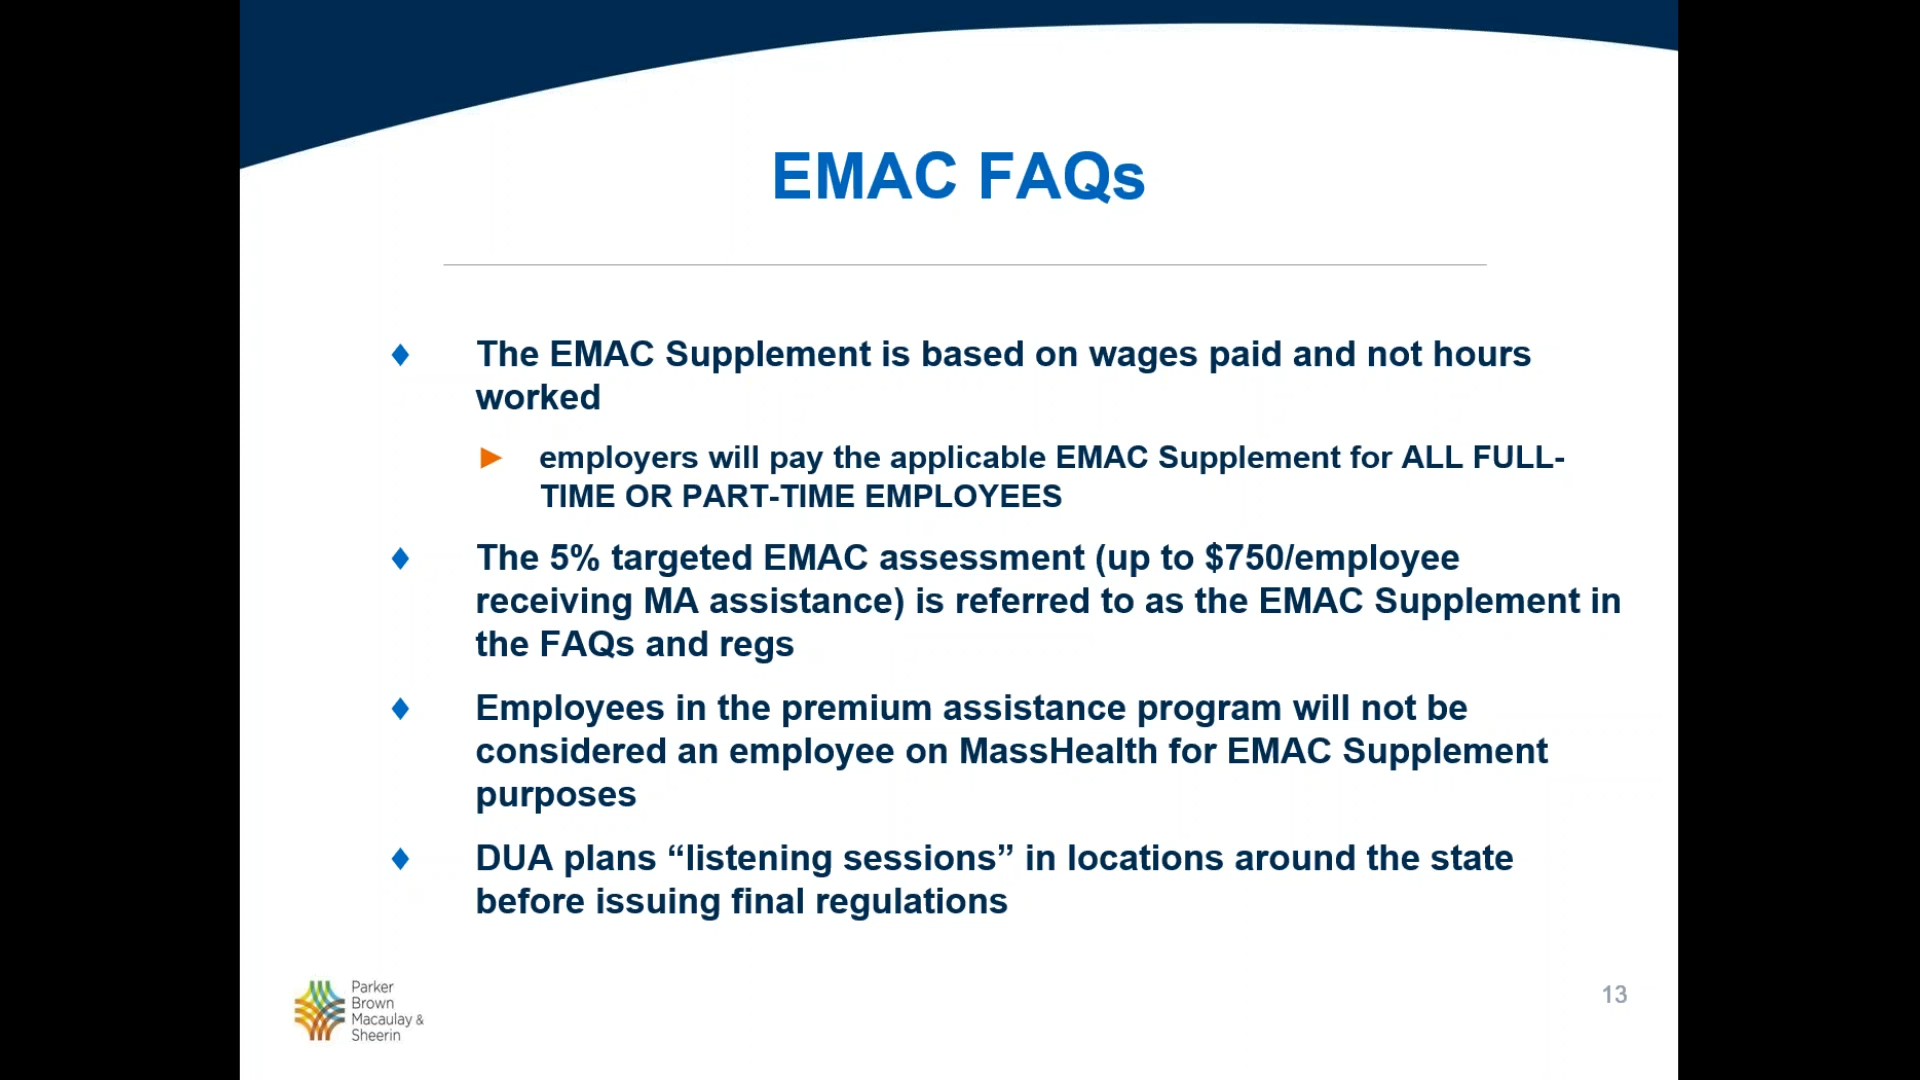 EMAC FAQs
The EMAC Supplement is based on wages paid and not hours
worked
employers will pay the applicable EMAC Supplement for ALL FULL-
TIME OR PART-TIME EMPLOYEES
The 5% targeted EMAC assessment (up to $750/employee
receiving MA assistance) is referred to as the EMAC Supplement in
the FAQs and regs
Employees in the premium assistance program will not be
considered an employee on MassHealth for EMAC Supplement
purposes
DUA plans “listening sessions” in locations around the state
before issuing final regulations
Parker
Brown
Macaulay &
Sheerin
13